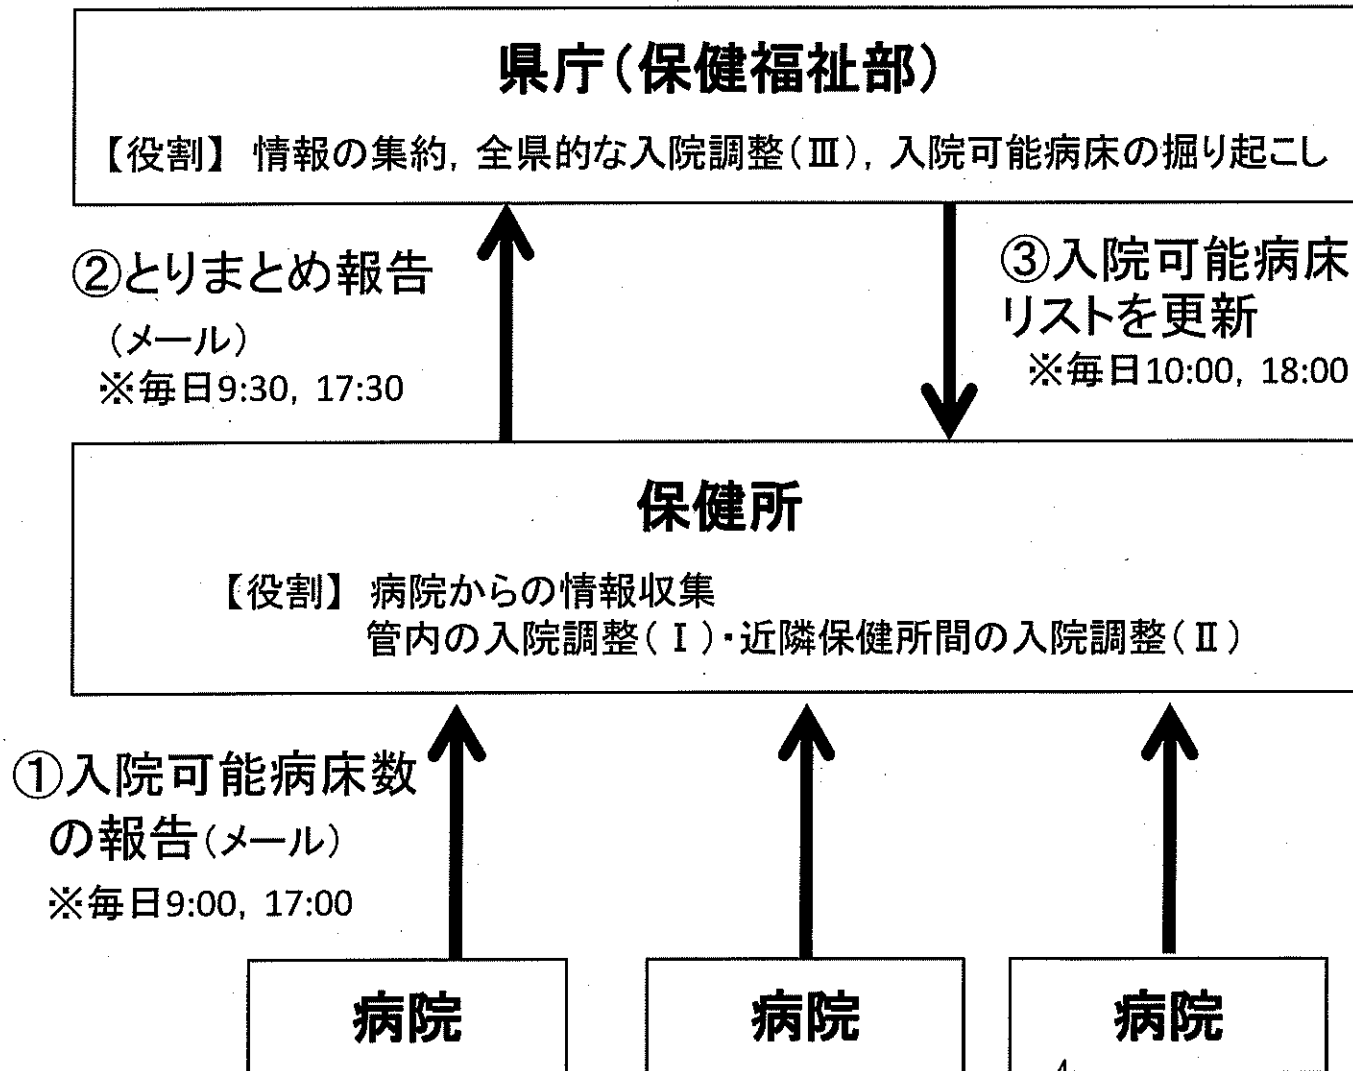 県庁(保健福祉部)
【役割】 情報の集約, 全県的な入院調整(Ⅲ), 入院可能病床の掘り起こし
②とりまとめ報告
(メール)
※毎日9:30, 17:30
③入院可能病床
リストを更新
※毎日10:00, 18:00
保健所
【役割】 病院からの情報収集
管内の入院調整(Ⅰ)・近隣保健所間の入院調整(Ⅱ)
①入院可能病床数
の報告(メール)
※毎日9:00, 17:00
病院
病院
病院